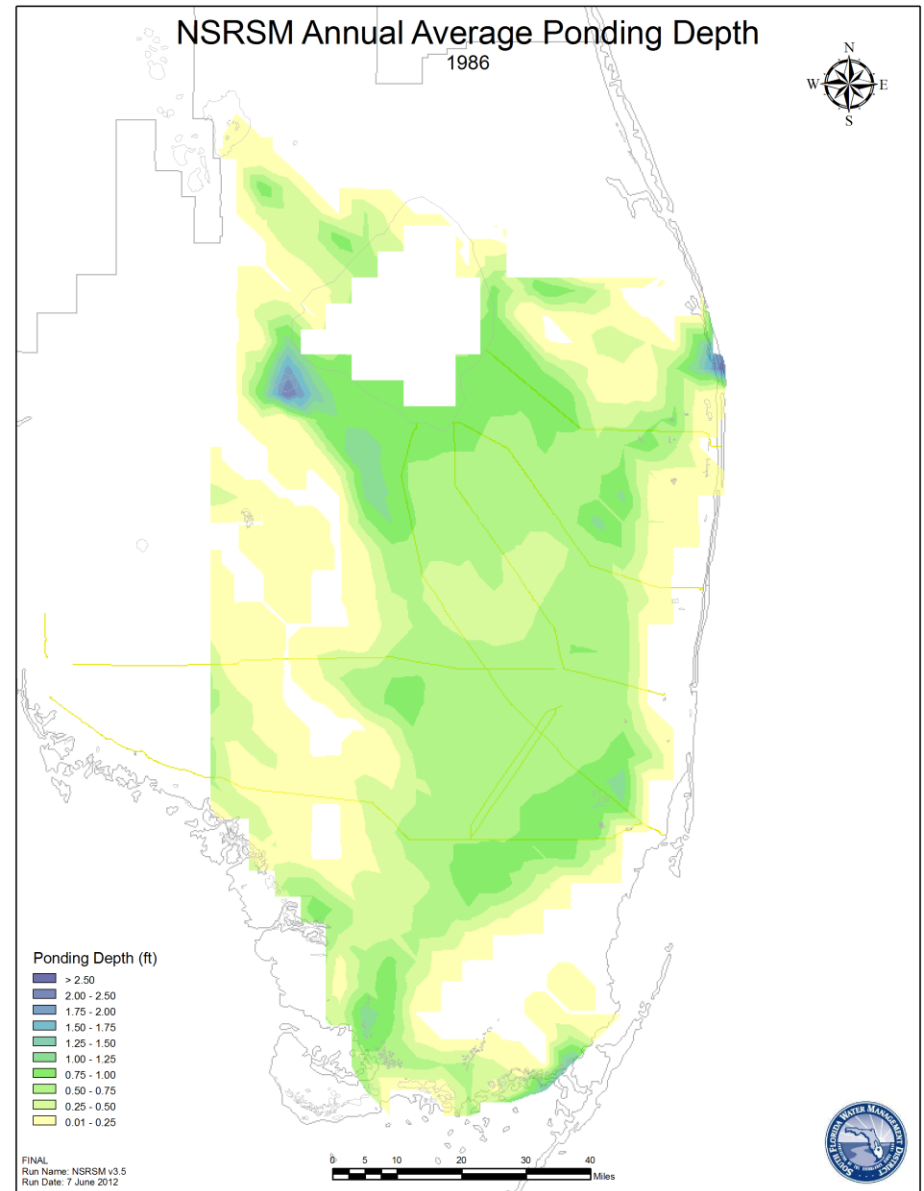 NSRSM Annual Average Ponding Depth
1986
N
W E
S
Ponding Depth (ft)
> 2.50
2.00 - 2.50
1.75 - 2.00
1.50 - 1.75
1.25 - 1.50
1.00 - 1.25
0.75 - 1.00
0.50 - 0.75
0.25 - 0.50
0.01 - 0.25
FINAL
Run Name: NSRSM v3.5
Run Date: 7 June 2012
0 5 10 20 30 40
Miles
SOUTH FLORIDA WATER MANAGEMENT DISTRICT